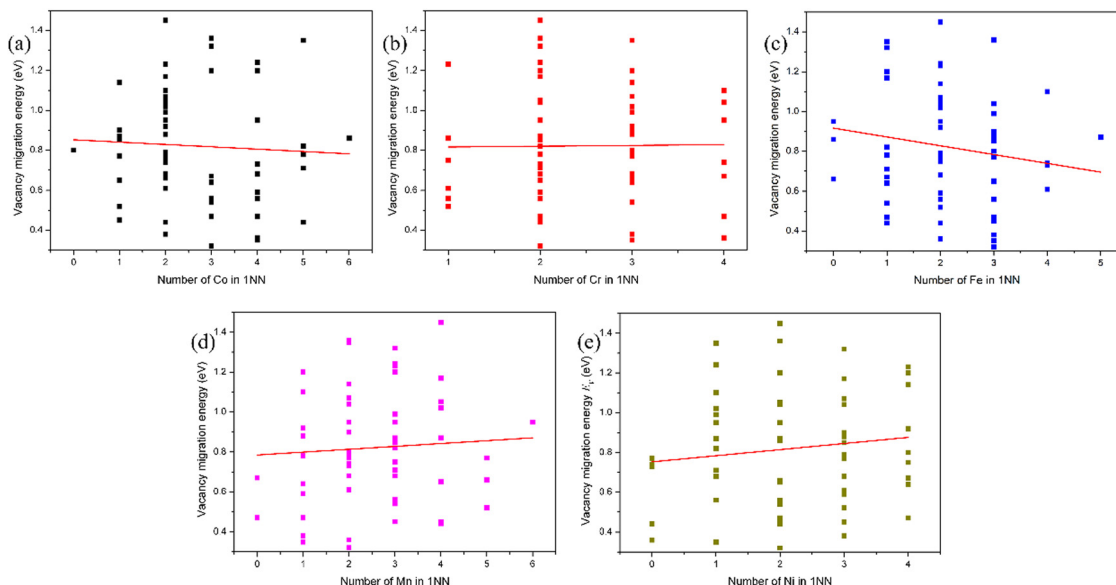 (a)
1.4
1.2
1.0
0.8
0.6
0.4
Vacancy migration energy (eV)
0 1 2 3 4 5 6
Number of Co in 1NN
(b)
1.4
1.2
1.0
0.8
0.6
0.4
Vacancy migration energy (eV)
1 2 3 4
Number of Cr in 1NN
(c)
1.4
1.2
1.0
0.8
0.6
0.4
Vacancy migration energy (eV)
0 1 2 3 4 5
Number of Fe in 1NN
(d)
1.4
1.2
1.0
0.8
0.6
0.4
Vacancy migration energy (eV)
0 1 2 3 4 5 6
Number of Mn in 1NN
(e)
1.4
1.2
1.0
0.8
0.6
0.4
Vacancy migration energy E (eV)
0 1 2 3 4
Number of Ni in 1NN